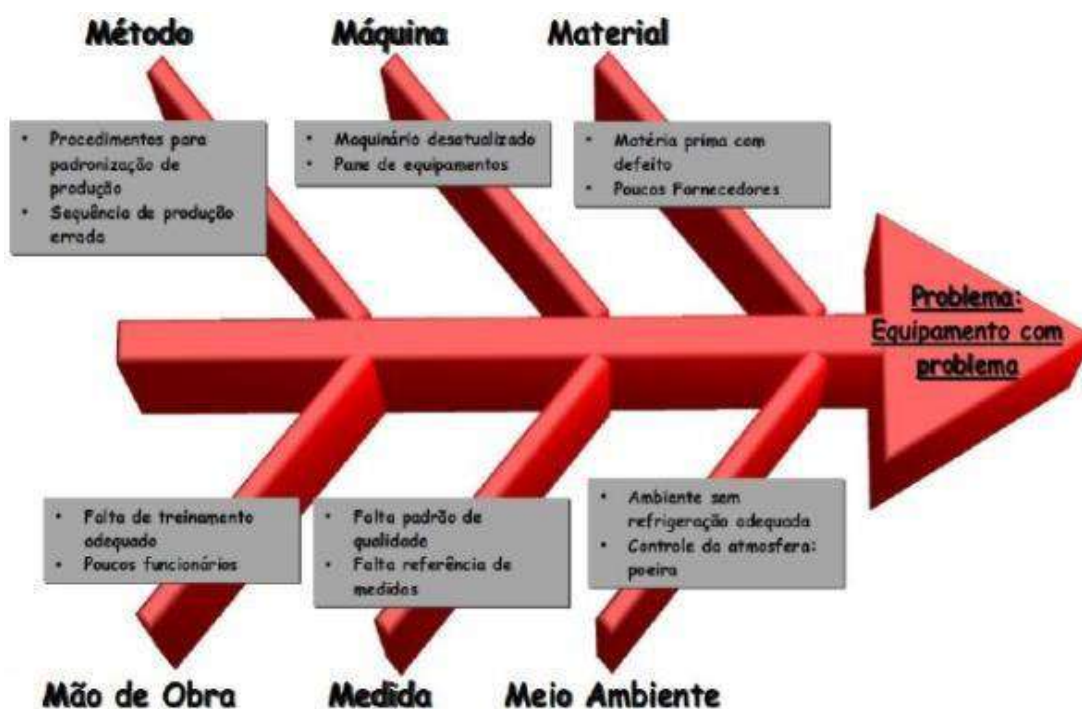 Método
Máquina
Material
• Procedimentos para
padronização de
produção
• Sequência de produção
errada
• Maquinário desatualizado
• Pane de equipamentos
• Matéria prima com
defeito
• Poucos Fornecedores
Problema:
Equipamento com
problema
• Falta de treinamento
adequado
• Poucos funcionários
• Falta padrão de
qualidade
• Falta referência de
medidas
• Ambiente sem
refrigeração adequada
• Controle da atmosfera:
poeira
Mão de Obra
Medida
Meio Ambiente